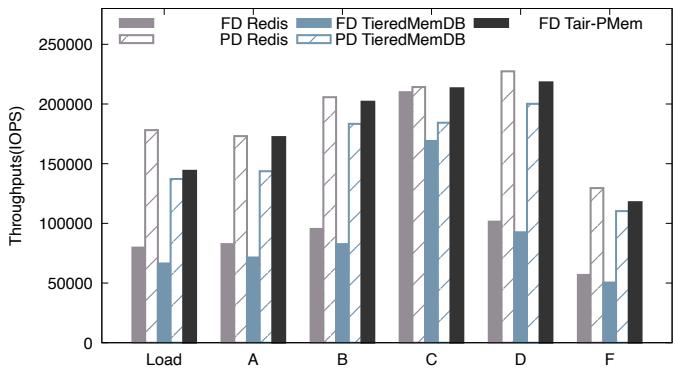 FD Redis FD TieredMemDB FD Tair-PMem
PD Redis PD TieredMemDB
250000
200000
150000
100000
50000
0
Throughputs(IOPS)
Load A B C D F